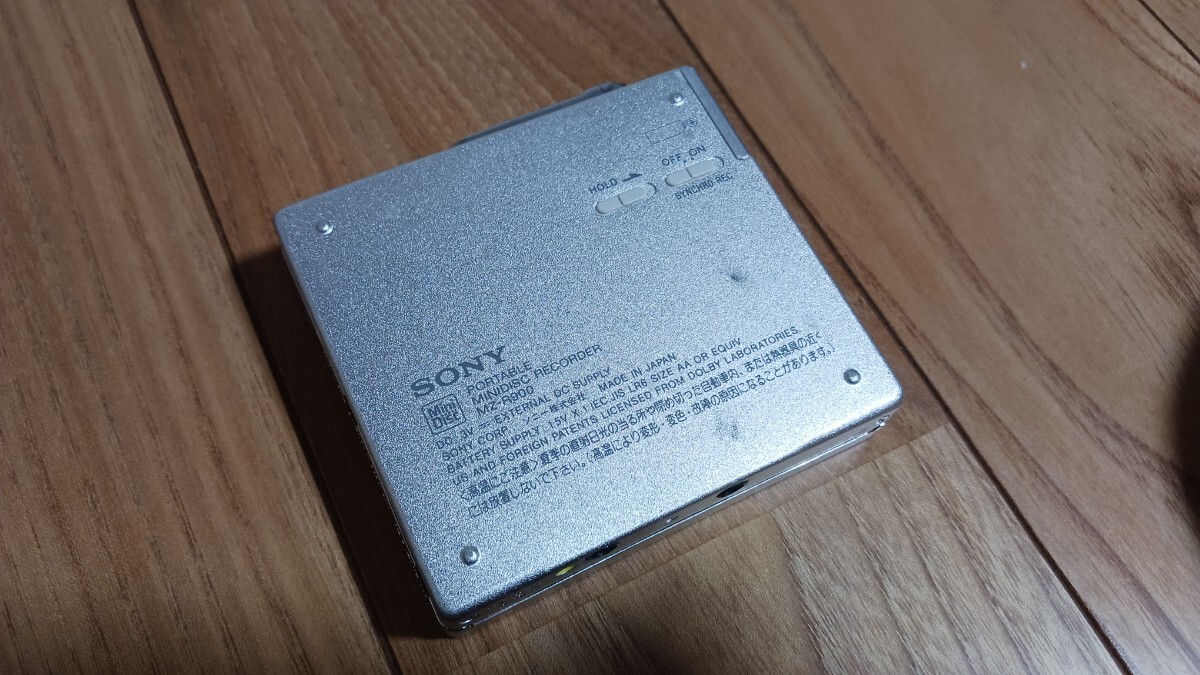 OFF ON
HOLD
SYNCHRO REC
SONY
PORTABLE
MINIDISC RECORDER
Mini Disc
MZ-R900
DC 3V EXTERNAL DC SUPPLY
SONY CORP. ソニー株式会社 MADE IN JAPAN
BATTERY SUPPLY 1.5V X 1 IEC,JIS LR6 SIZE AA OR EQUIV.
US AND FOREIGN PATENTS LICENSED FROM DOLBY LABORATORIES.
〈高温にご注意〉夏季の直射日光の当る所や閉め切った自動車内、または熱器具の近く
には放置しないで下さい。(高温により変形・変色・故障の原因になることがあります。)